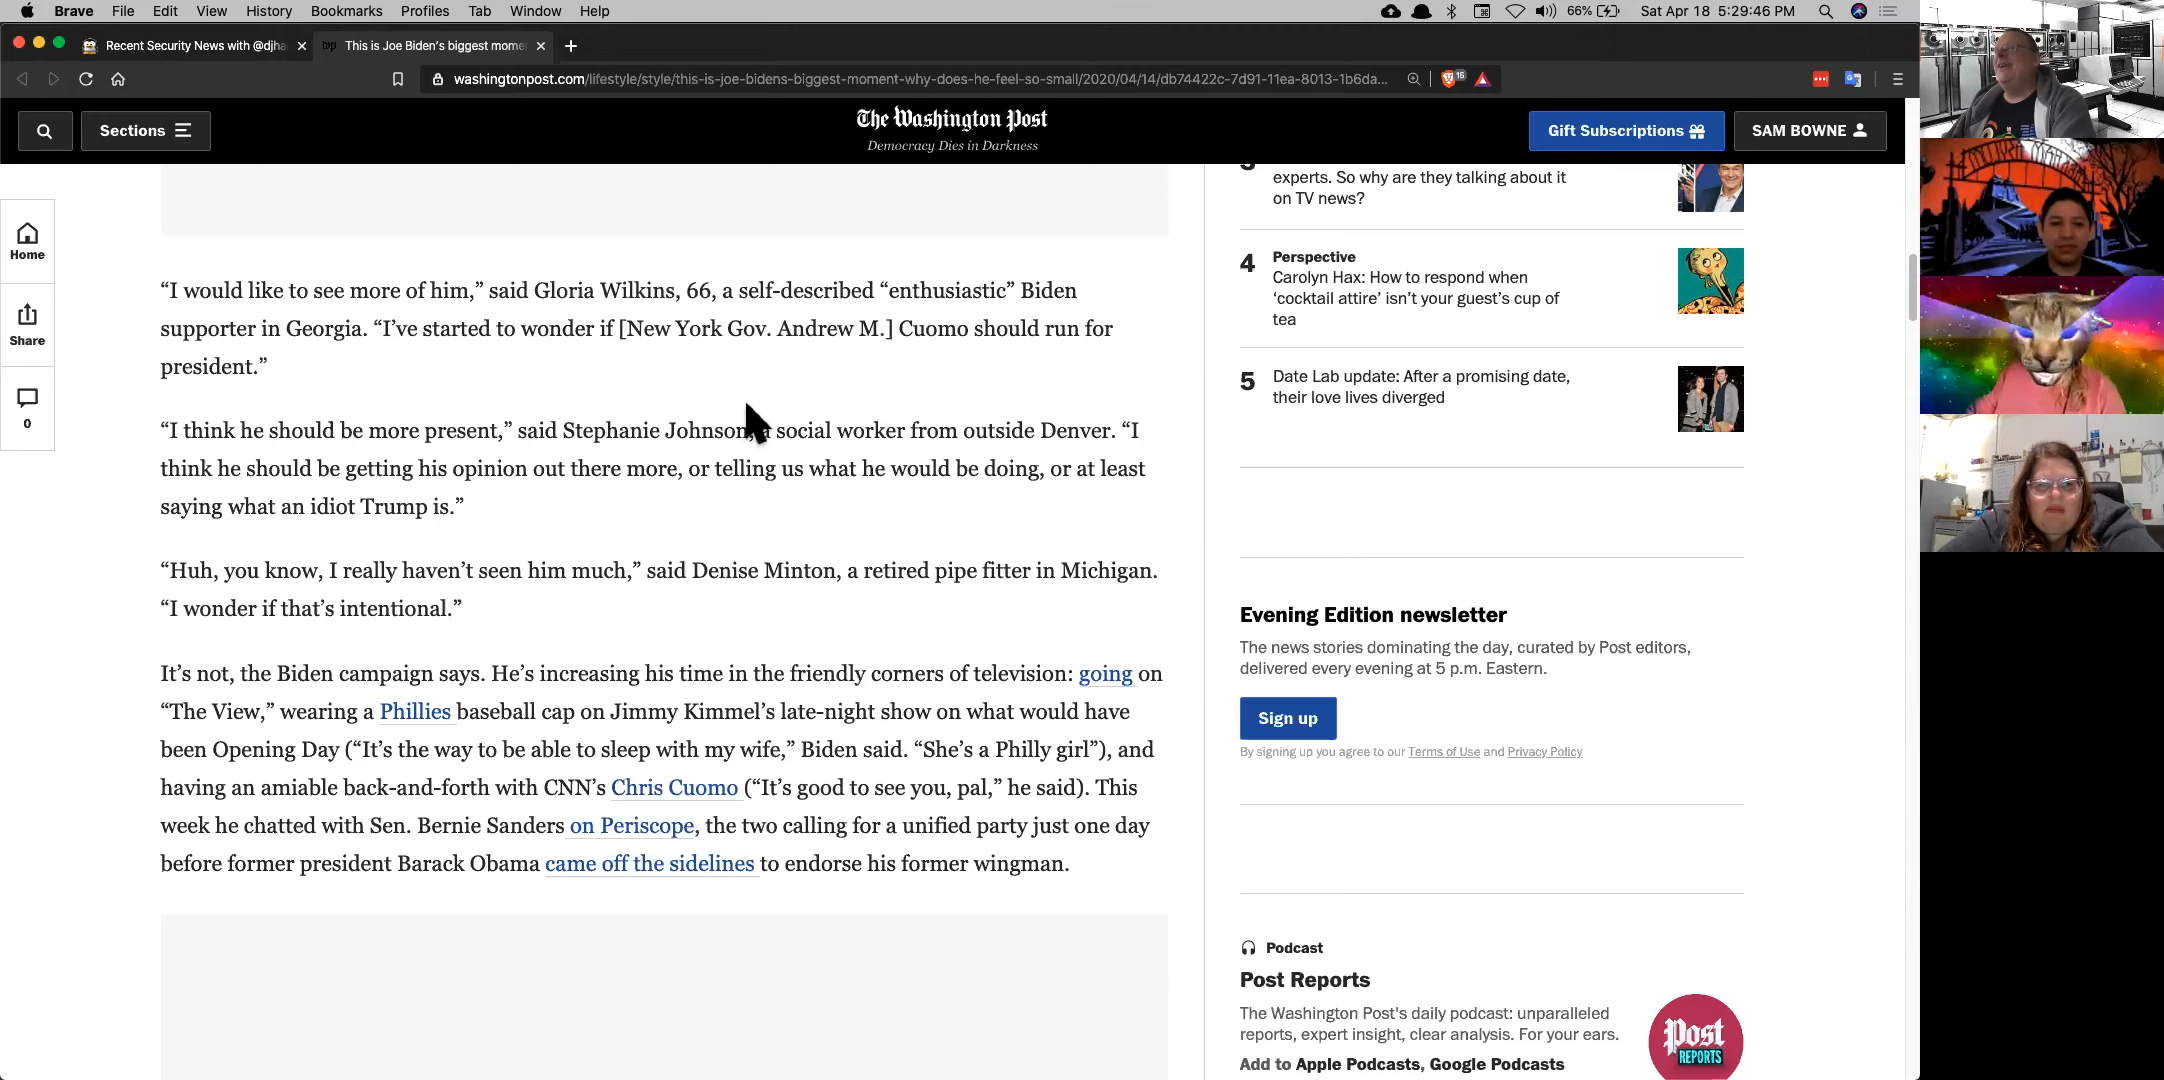 Brave File Edit View History Bookmarks Profiles Tab Window Help 66% Sat Apr 18 5:29:46 PM
Recent Security News with @djha
This is Joe Biden's biggest mome
washingtonpost.com/lifestyle/style/this-is-joe-bidens-biggest-moment-why-does-he-feel-so-small/2020/04/14/db74422c-7d91-11ea-8013-1b6da...
16
Sections
The Washington Post
Democracy Dies in Darkness
Gift Subscriptions
SAM BOWNE
Home
Share
0
“I would like to see more of him,” said Gloria Wilkins, 66, a self-described “enthusiastic” Biden
supporter in Georgia. “I’ve started to wonder if [New York Gov. Andrew M.] Cuomo should run for
president.”
“I think he should be more present,” said Stephanie Johnson, a social worker from outside Denver. “I
think he should be getting his opinion out there more, or telling us what he would be doing, or at least
saying what an idiot Trump is.”
“Huh, you know, I really haven’t seen him much,” said Denise Minton, a retired pipe fitter in Michigan.
“I wonder if that’s intentional.”
It’s not, the Biden campaign says. He’s increasing his time in the friendly corners of television: going on
“The View,” wearing a Phillies baseball cap on Jimmy Kimmel’s late-night show on what would have
been Opening Day (“It’s the way to be able to sleep with my wife,” Biden said. “She’s a Philly girl”), and
having an amiable back-and-forth with CNN’s Chris Cuomo (“It’s good to see you, pal,” he said). This
week he chatted with Sen. Bernie Sanders on Periscope, the two calling for a unified party just one day
before former president Barack Obama came off the sidelines to endorse his former wingman.
experts. So why are they talking about it
on TV news?
4
Perspective
Carolyn Hax: How to respond when
‘cocktail attire’ isn’t your guest’s cup of
tea
5
Date Lab update: After a promising date,
their love lives diverged
Evening Edition newsletter
The news stories dominating the day, curated by Post editors,
delivered every evening at 5 p.m. Eastern.
Sign up
By signing up you agree to our Terms of Use and Privacy Policy
Podcast
Post Reports
The Washington Post's daily podcast: unparalleled
reports, expert insight, clear analysis. For your ears.
Add to Apple Podcasts, Google Podcasts
Post
REPORTS